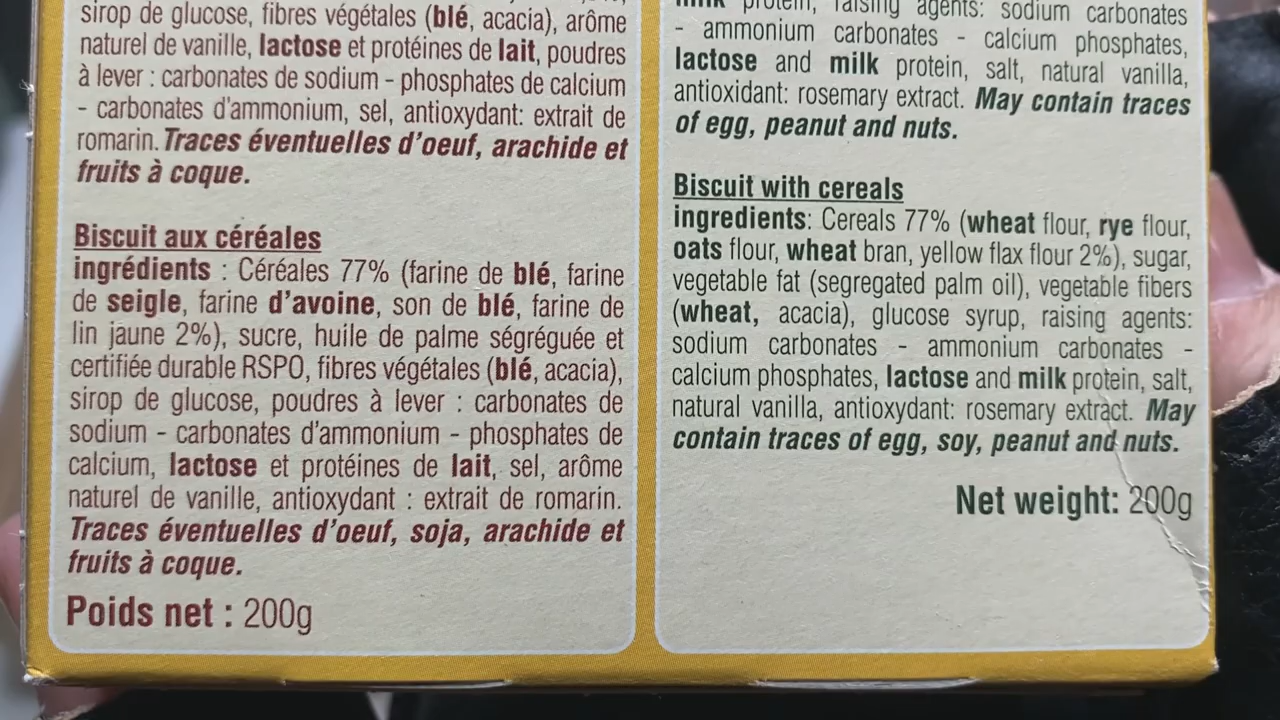 sirop de glucose, fibres végétales (blé, acacia), arôme
naturel de vanille, lactose et protéines de lait, poudres
à lever : carbonates de sodium - phosphates de calcium
- carbonates d'ammonium, sel, antioxydant: extrait de
romarin. Traces éventuelles d'oeuf, arachide et
fruits à coque.
Biscuit aux céréales
ingrédients : Céréales 77% (farine de blé, farine
de seigle, farine d'avoine, son de blé, farine de
lin jaune 2%), sucre, huile de palme ségréguée et
certifiée durable RSPO, fibres végétales (blé, acacia),
sirop de glucose, poudres à lever : carbonates de
sodium - carbonates d'ammonium - phosphates de
calcium, lactose et protéines de lait, sel, arôme
naturel de vanille, antioxydant : extrait de romarin.
Traces éventuelles d'oeuf, soja, arachide et
fruits à coque.
Poids net : 200g
milk protein, raising agents: sodium carbonates
- ammonium carbonates - calcium phosphates,
lactose and milk protein, salt, natural vanilla,
antioxidant: rosemary extract. May contain traces
of egg, peanut and nuts.
Biscuit with cereals
ingredients: Cereals 77% (wheat flour, rye flour,
oats flour, wheat bran, yellow flax flour 2%), sugar,
vegetable fat (segregated palm oil), vegetable fibers
(wheat, acacia), glucose syrup, raising agents:
sodium carbonates - ammonium carbonates -
calcium phosphates, lactose and milk protein, salt,
natural vanilla, antioxydant: rosemary extract. May
contain traces of egg, soy, peanut and nuts.
Net weight: 200g